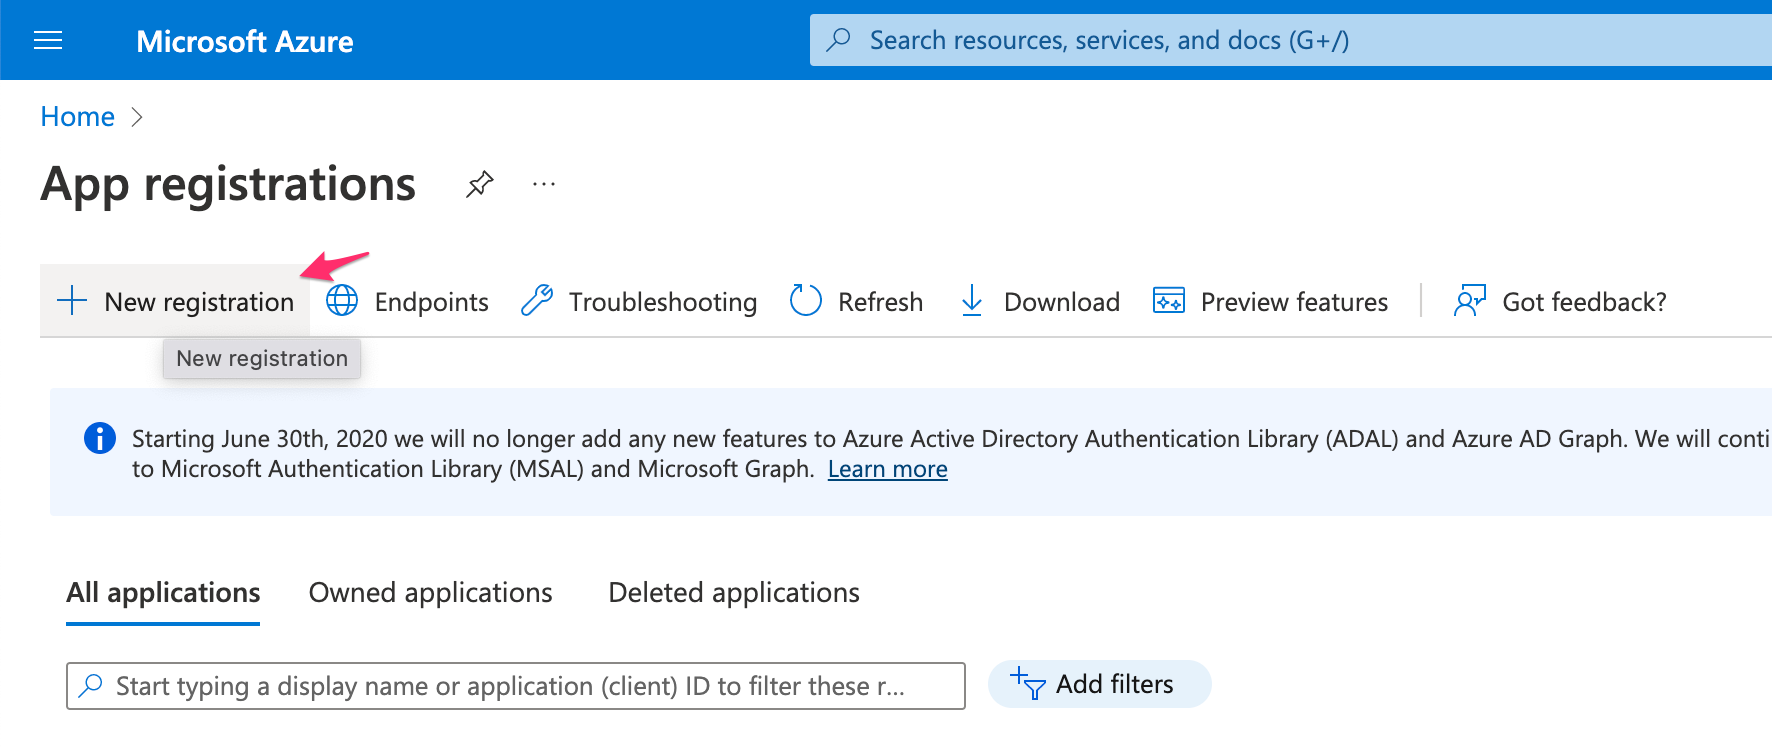 Microsoft Azure
Search resources, services, and docs (G+/)
Home
App registrations
New registration
Endpoints
Troubleshooting
Refresh
Download
Preview features
Got feedback?
New registration
Starting June 30th, 2020 we will no longer add any new features to Azure Active Directory Authentication Library (ADAL) and Azure AD Graph. We will conti
to Microsoft Authentication Library (MSAL) and Microsoft Graph. Learn more
All applications
Owned applications
Deleted applications
Start typing a display name or application (client) ID to filter these r...
Add filters